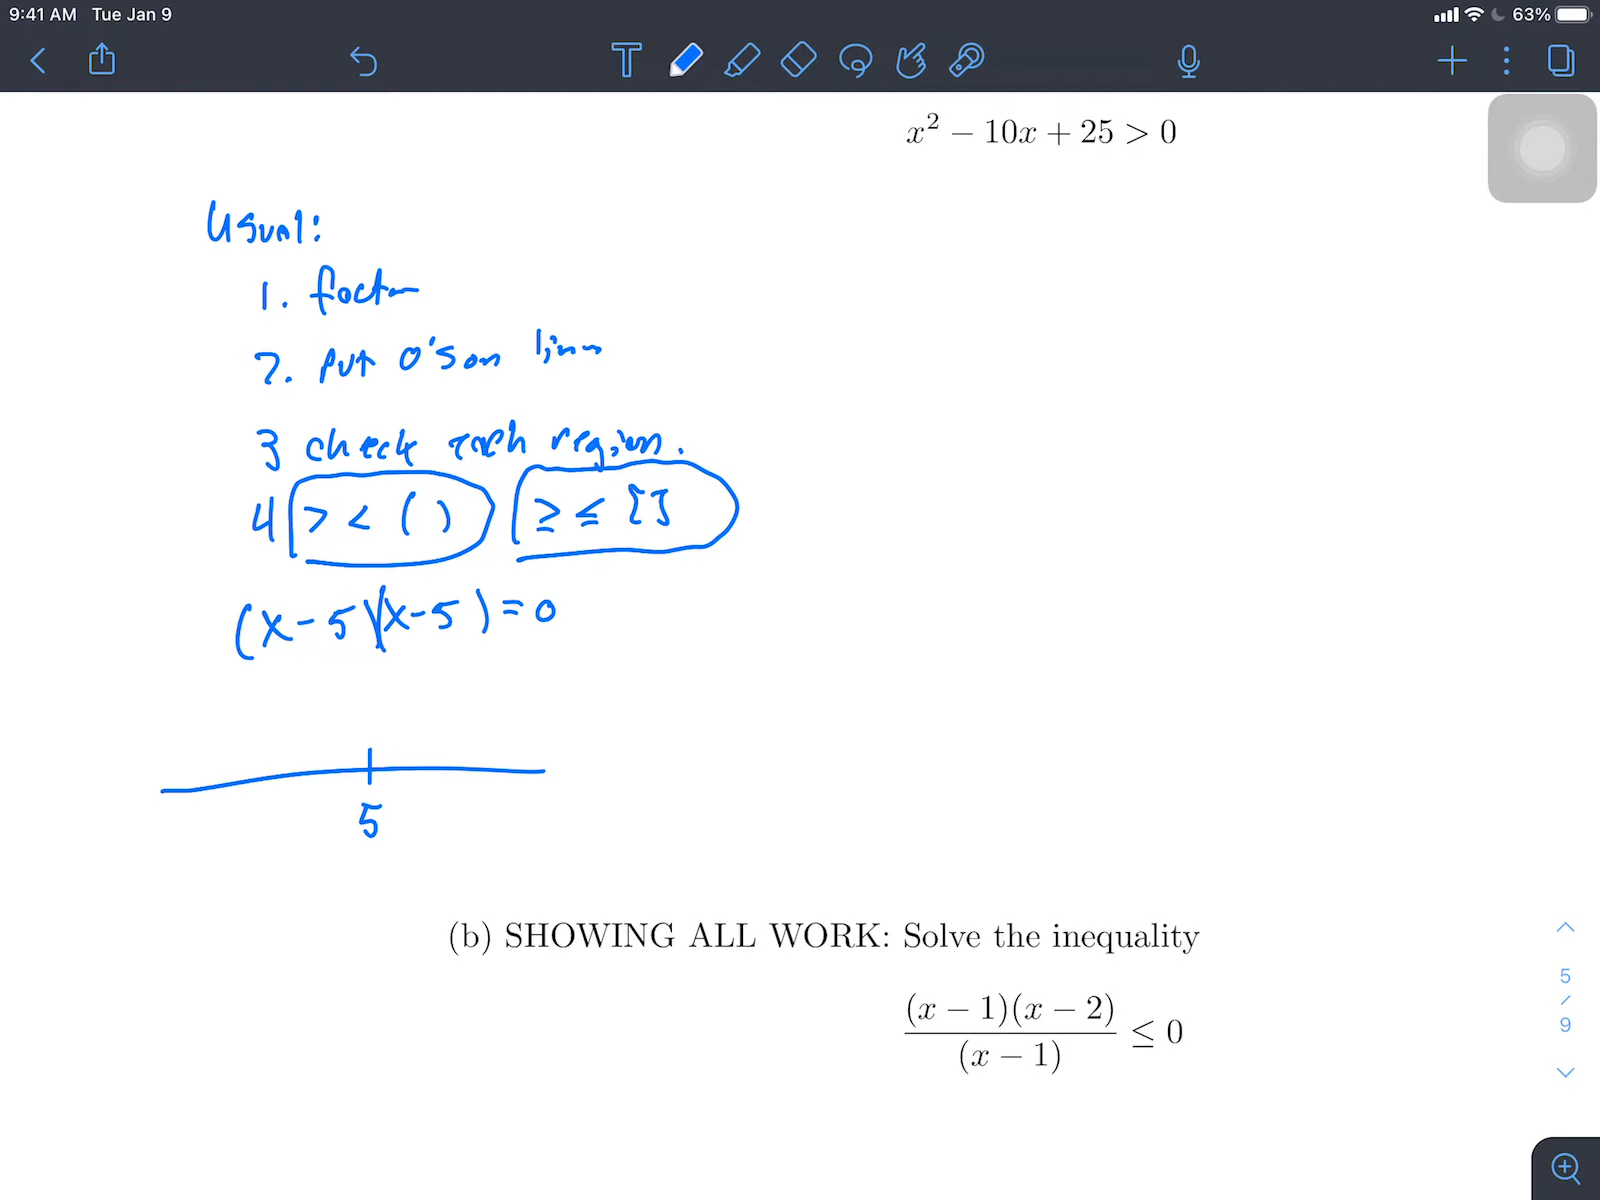 9:41 AM Tue Jan 9 63%
x² − 10x + 25 > 0
Usual:
1. factor
2. Put 0's on line
3 check each region.
4 > < ( ) ≥ ≤ [ ]
(x-5)(x-5) = 0
5
(b) SHOWING ALL WORK: Solve the inequality
(x − 1)(x − 2)
≤ 0
(x − 1)
5
/
9